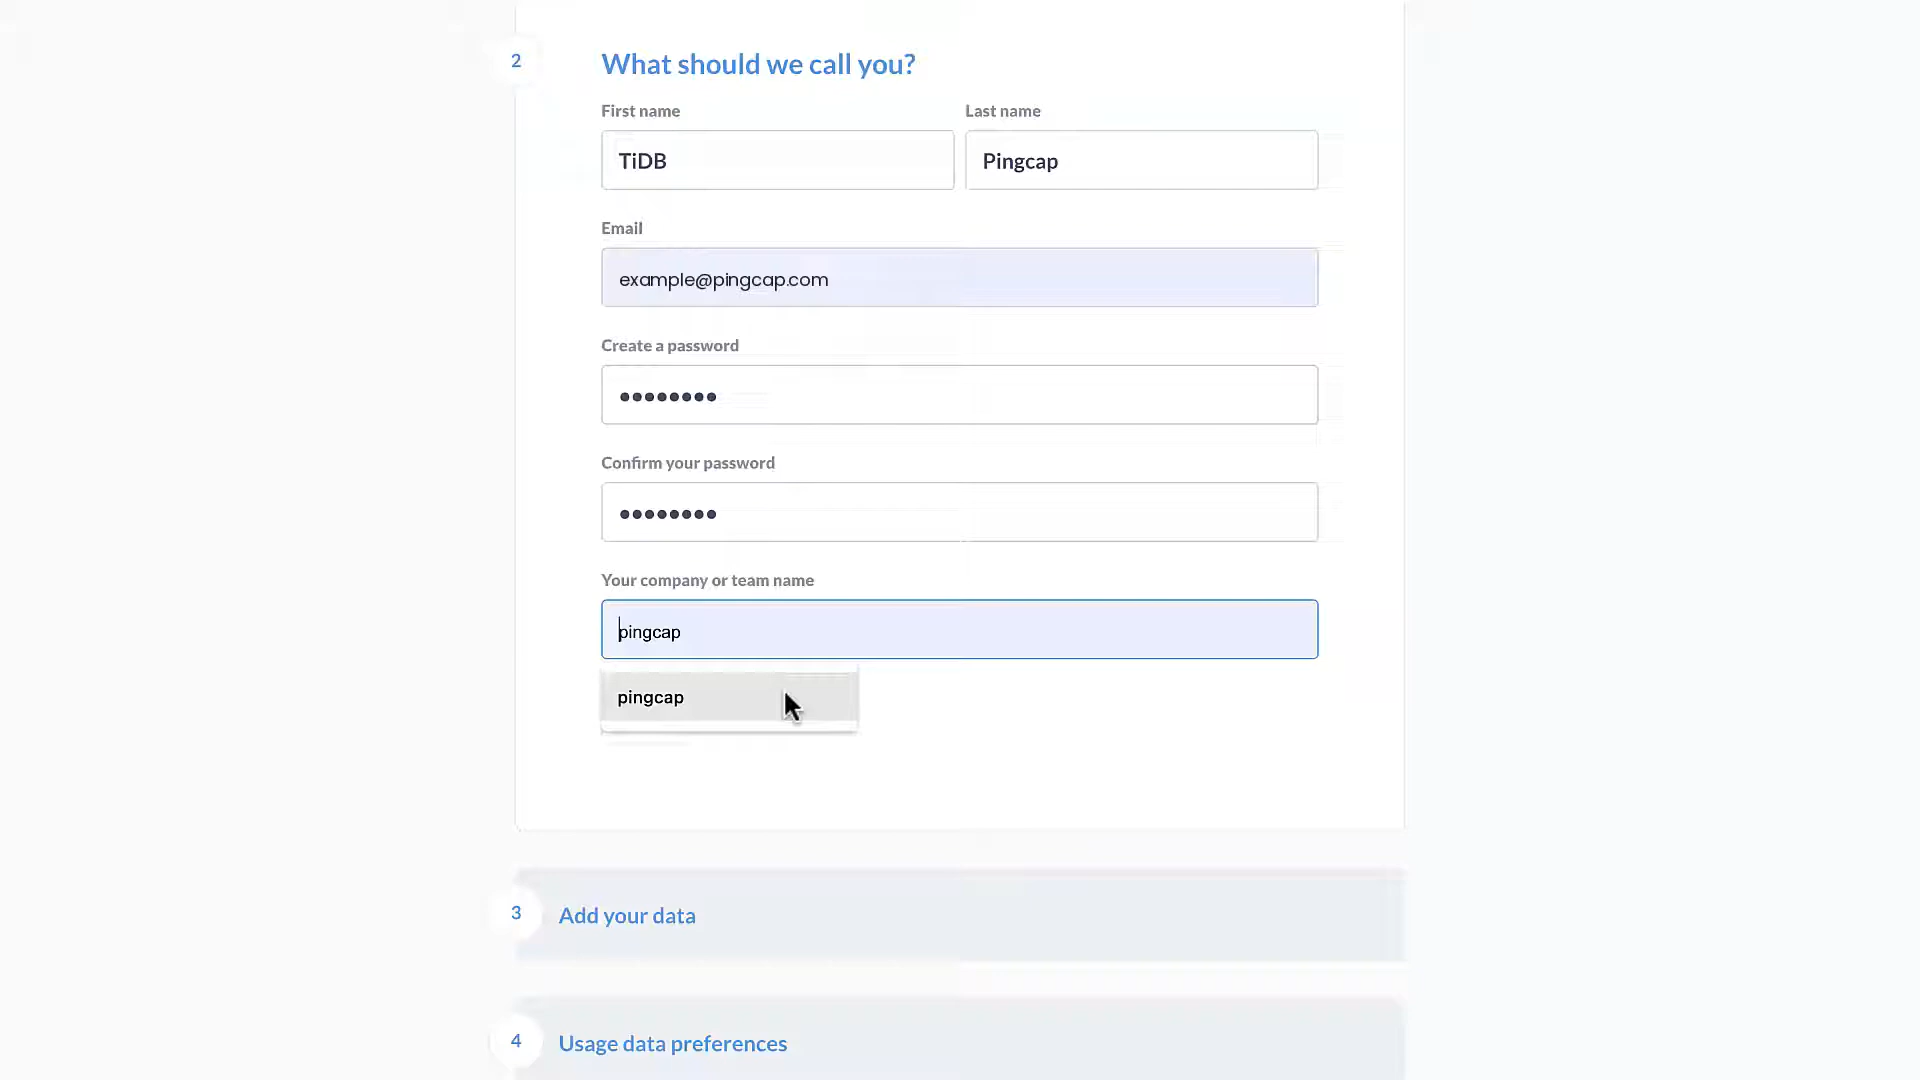 2
What should we call you?
First name Last name
TiDB Pingcap
Email
example@pingcap.com
Create a password
••••••••
Confirm your password
••••••••
Your company or team name
pingcap
pingcap
3
Add your data
4
Usage data preferences